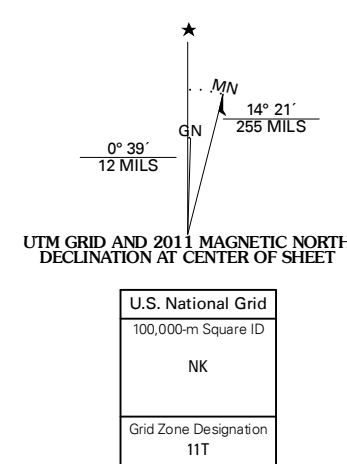 MN
GN
14° 21´
255 MILS
0° 39´
12 MILS
UTM GRID AND 2011 MAGNETIC NORTH
DECLINATION AT CENTER OF SHEET
U.S. National Grid
100,000-m Square ID
NK
Grid Zone Designation
11T